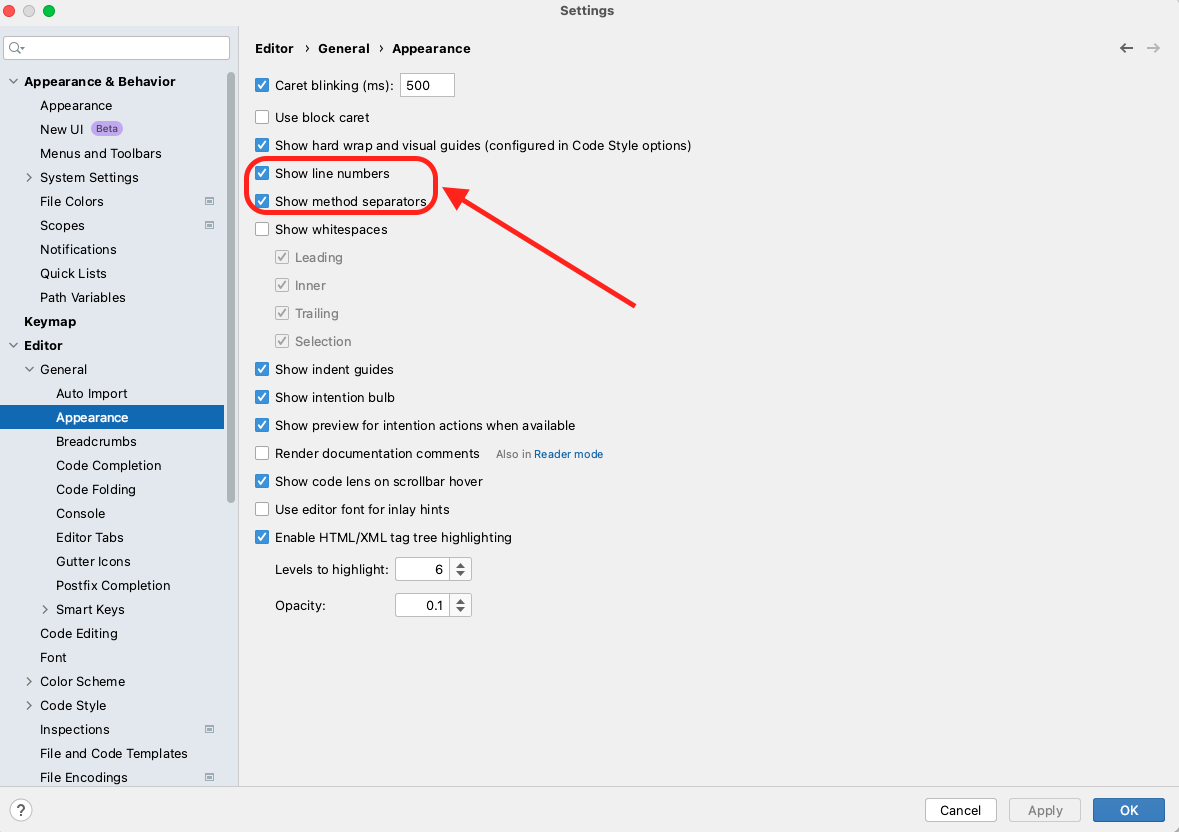 Settings
Appearance & Behavior
Appearance
New UI Beta
Menus and Toolbars
System Settings
File Colors
Scopes
Notifications
Quick Lists
Path Variables
Keymap
Editor
General
Auto Import
Appearance
Breadcrumbs
Code Completion
Code Folding
Console
Editor Tabs
Gutter Icons
Postfix Completion
Smart Keys
Code Editing
Font
Color Scheme
Code Style
Inspections
File and Code Templates
File Encodings
Editor › General › Appearance
Caret blinking (ms): 500
Use block caret
Show hard wrap and visual guides (configured in Code Style options)
Show line numbers
Show method separators
Show whitespaces
Leading
Inner
Trailing
Selection
Show indent guides
Show intention bulb
Show preview for intention actions when available
Render documentation comments Also in Reader mode
Show code lens on scrollbar hover
Use editor font for inlay hints
Enable HTML/XML tag tree highlighting
Levels to highlight: 6
Opacity: 0.1
? Cancel Apply OK